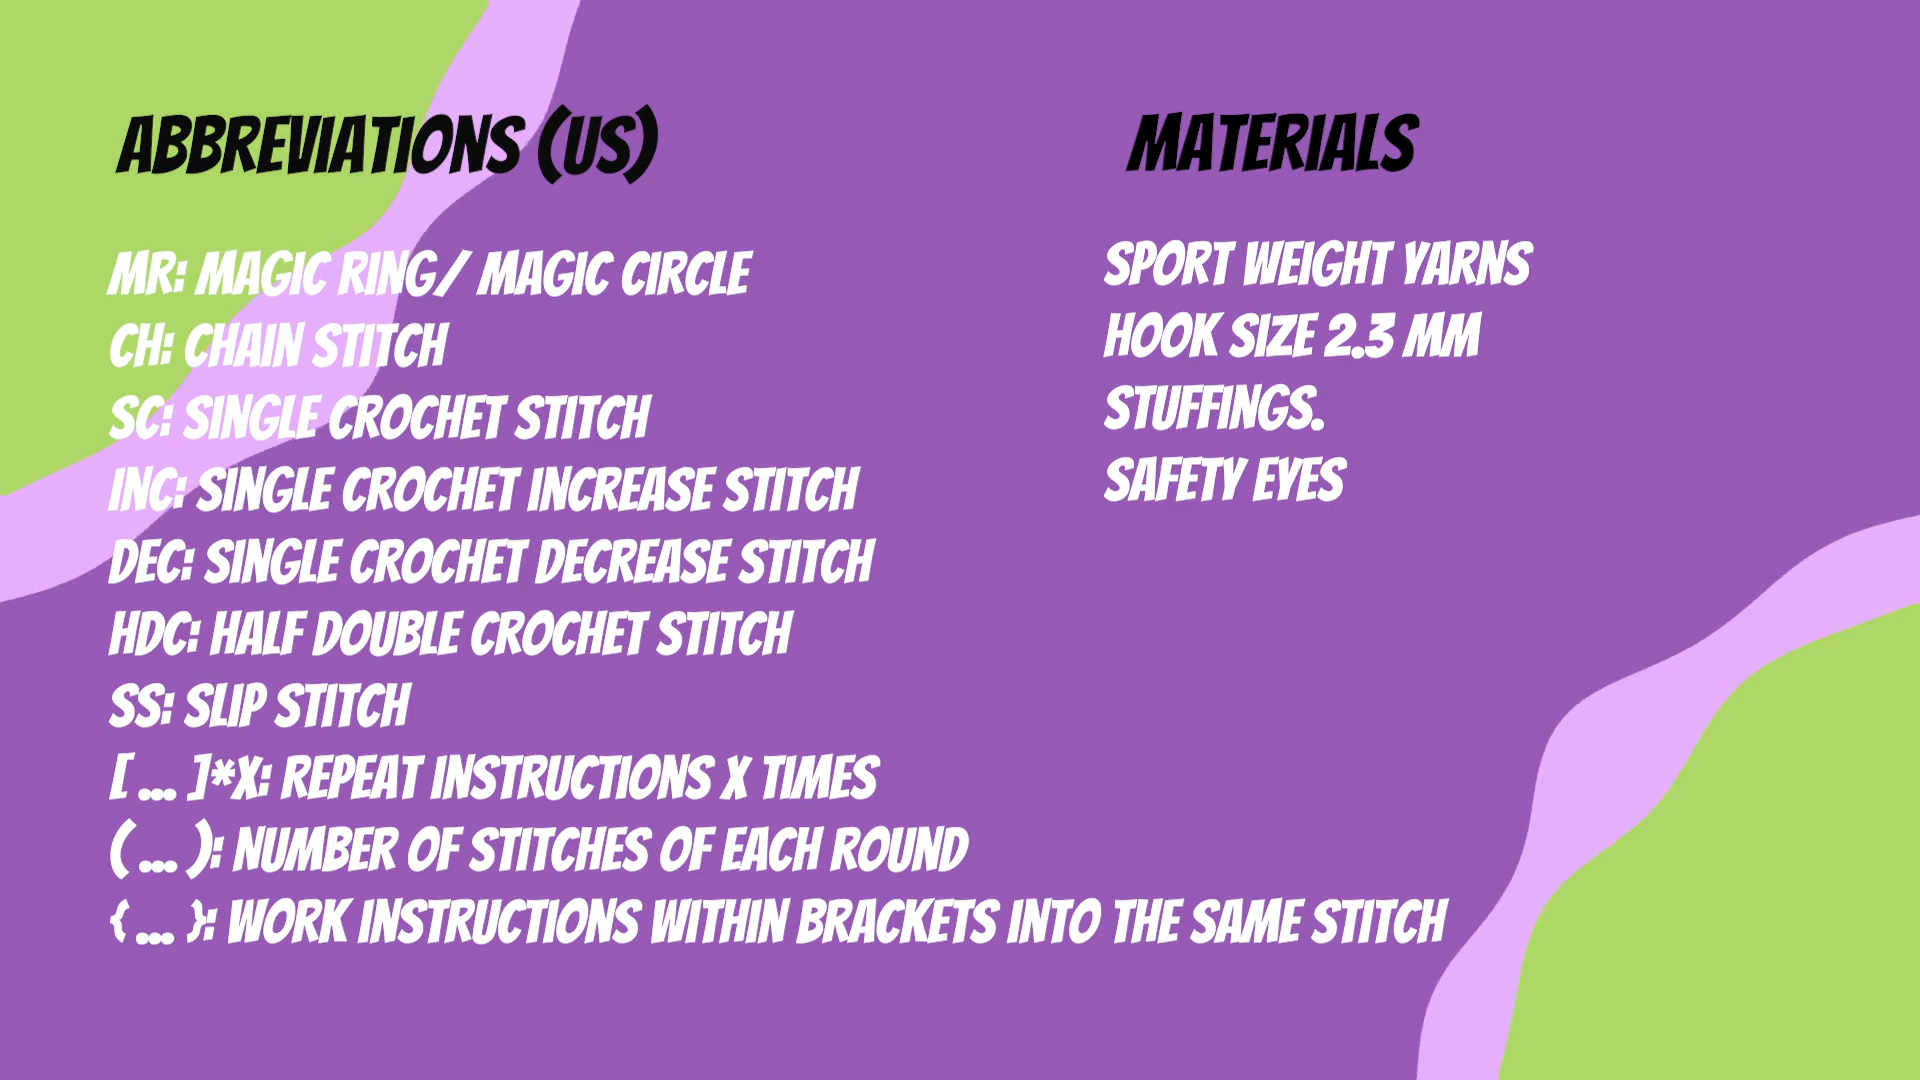 ABBREVIATIONS (US)
MR: MAGIC RING/ MAGIC CIRCLE
CH: CHAIN STITCH
SC: SINGLE CROCHET STITCH
INC: SINGLE CROCHET INCREASE STITCH
DEC: SINGLE CROCHET DECREASE STITCH
HDC: HALF DOUBLE CROCHET STITCH
SS: SLIP STITCH
[ ... ]*X: REPEAT INSTRUCTIONS X TIMES
( ... ): NUMBER OF STITCHES OF EACH ROUND
{ ... }: WORK INSTRUCTIONS WITHIN BRACKETS INTO THE SAME STITCH
MATERIALS
SPORT WEIGHT YARNS
HOOK SIZE 2.3 MM
STUFFINGS.
SAFETY EYES